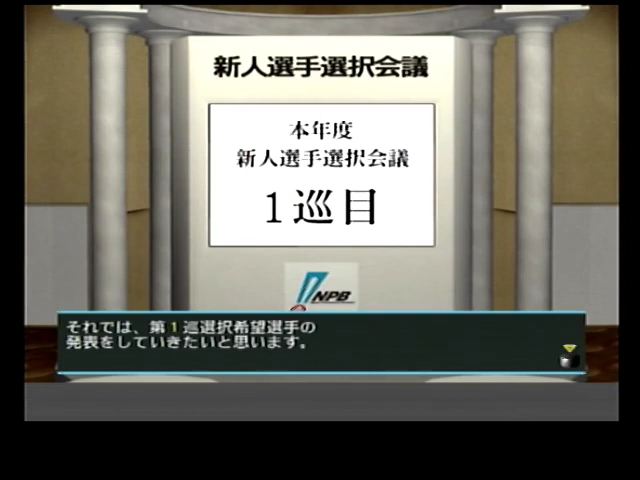 新人選手選択会議
本年度
新人選手選択会議
1巡目
NPB
それでは、第1巡選択希望選手の
発表をしていきたいと思います。